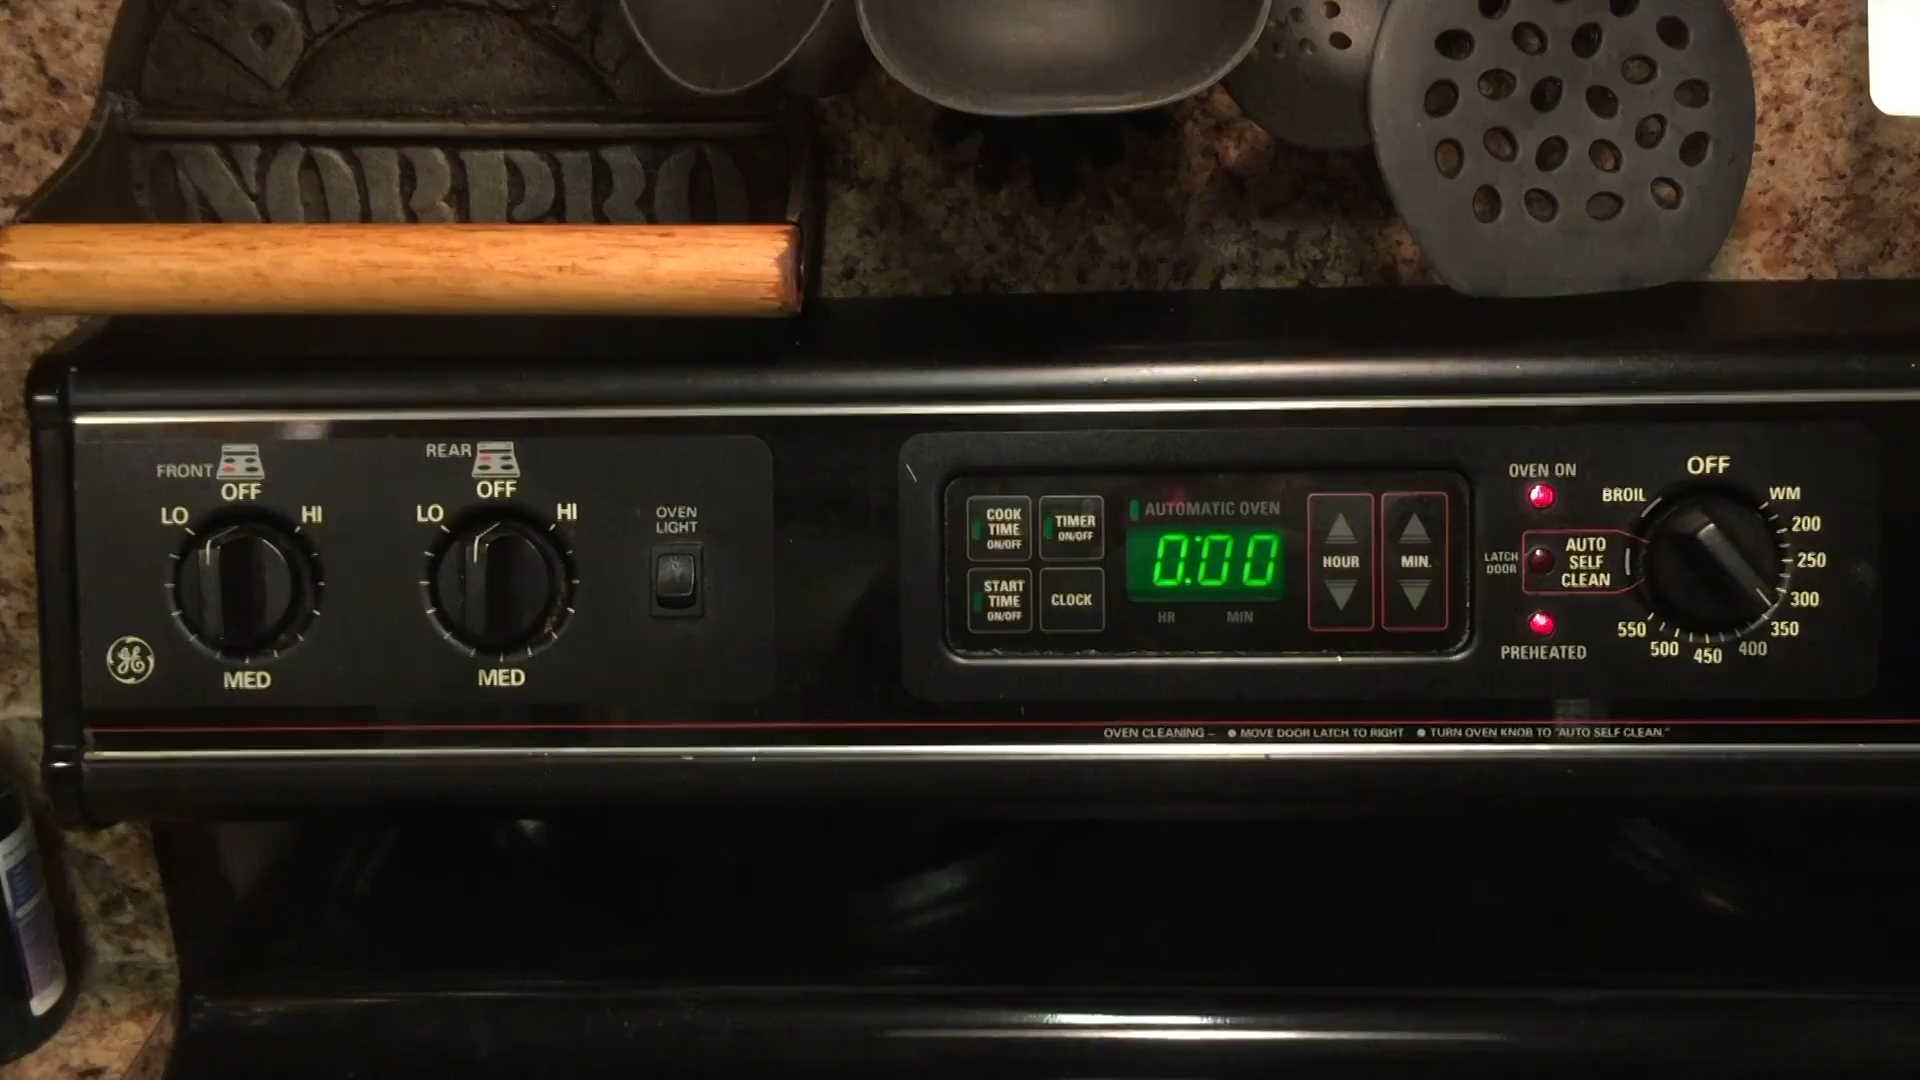 NORPRO
FRONT
OFF
LO
HI
MED
REAR
OFF
LO
HI
MED
OVEN
LIGHT
GE
COOK
TIME
ON/OFF
TIMER
ON/OFF
START
TIME
ON/OFF
CLOCK
AUTOMATIC OVEN
0:00
HR
MIN
HOUR
MIN.
OVEN ON
LATCH
DOOR
AUTO
SELF
CLEAN
PREHEATED
OFF
BROIL
WM
200
250
300
350
400
450
500
550
OVEN CLEANING – ● MOVE DOOR LATCH TO RIGHT ● TURN OVEN KNOB TO "AUTO SELF CLEAN."